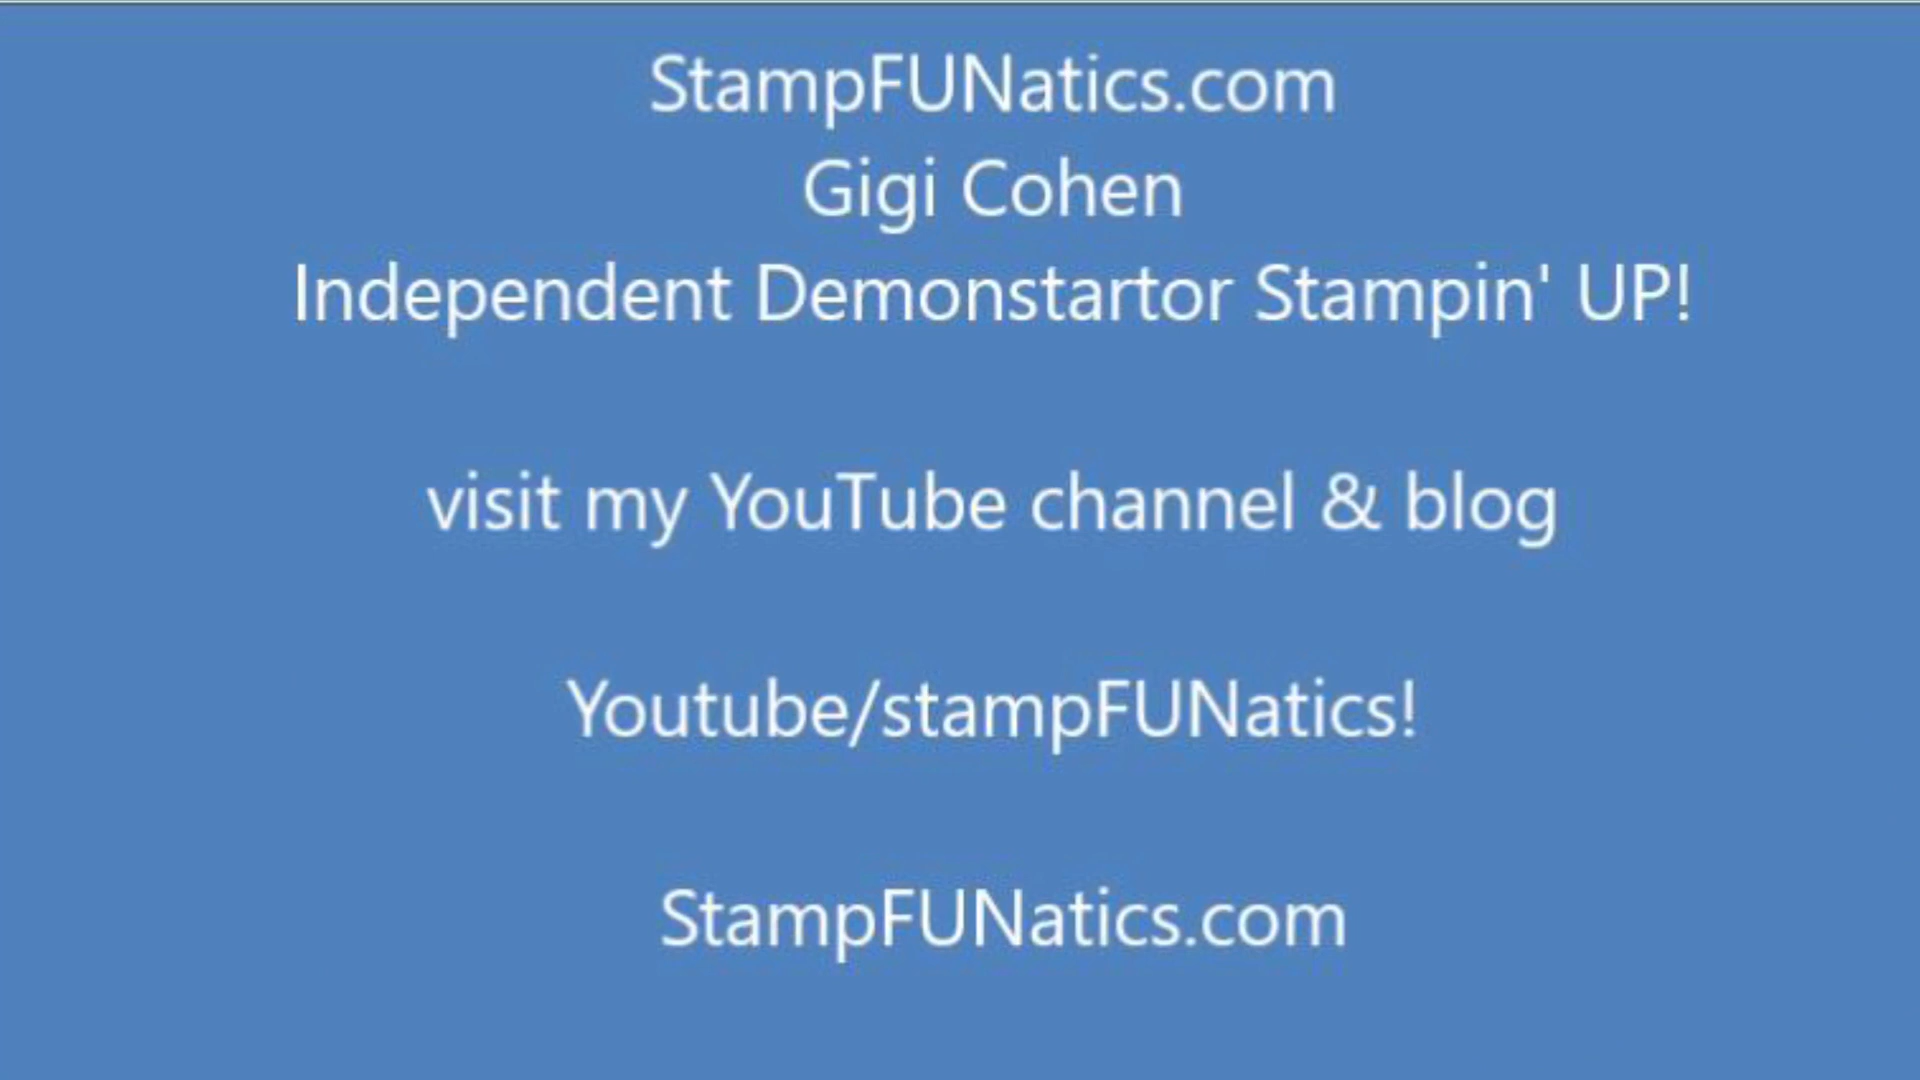 StampFUNatics.com
Gigi Cohen
Independent Demonstartor Stampin' UP!
visit my YouTube channel & blog
Youtube/stampFUNatics!
StampFUNatics.com